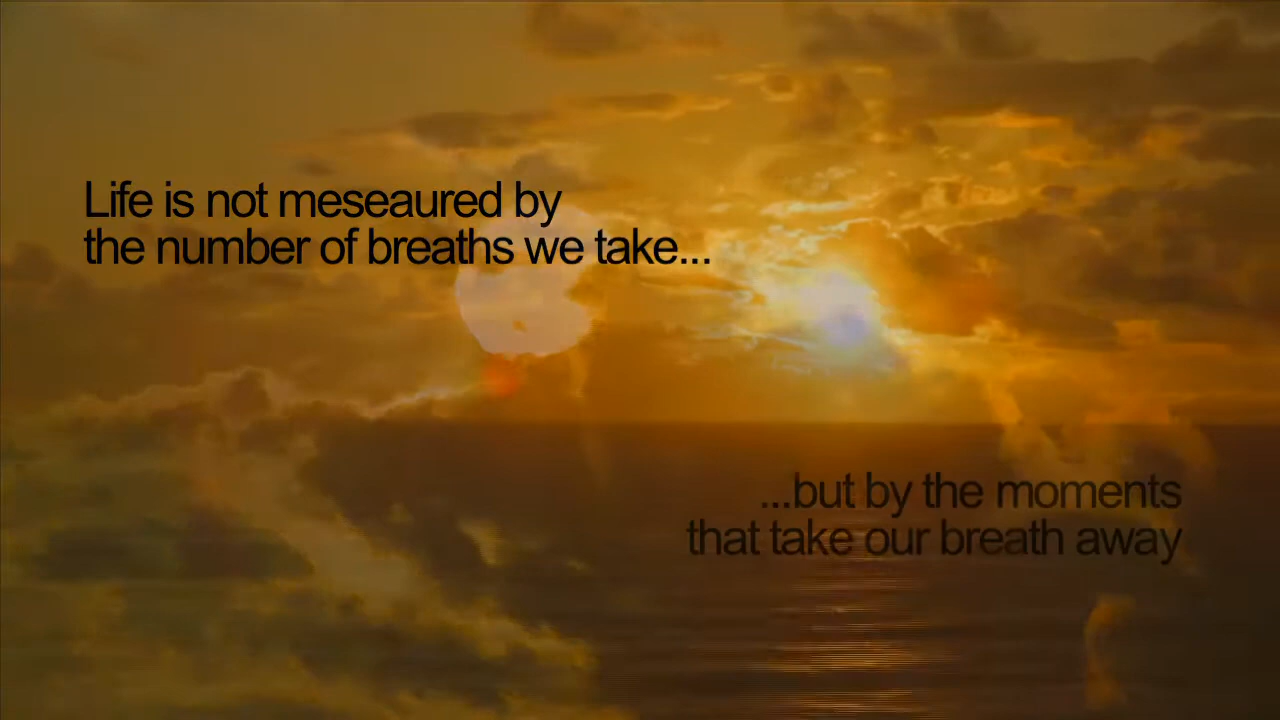 Life is not meseaured by
the number of breaths we take...
...but by the moments
that take our breath away